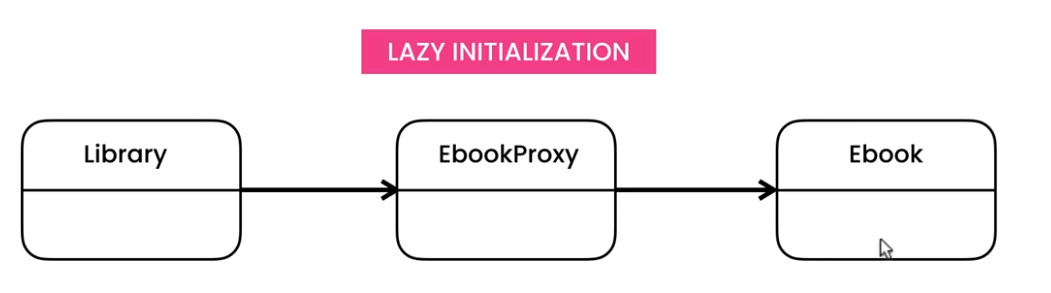 LAZY INITIALIZATION
Library
EbookProxy
Ebook